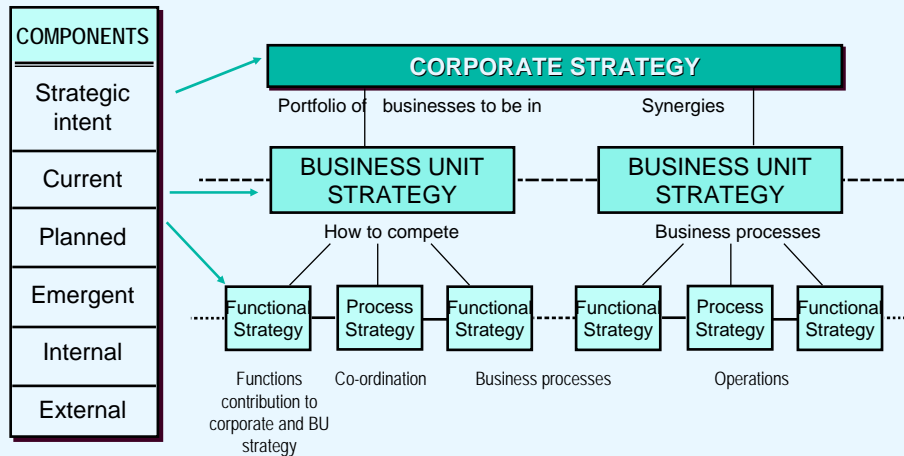 COMPONENTS
Strategic
intent
Current
Planned
Emergent
Internal
External
CORPORATE STRATEGY
Portfolio of businesses to be in
Synergies
BUSINESS UNIT
STRATEGY
BUSINESS UNIT
STRATEGY
How to compete
Business processes
Functional
Strategy
Process
Strategy
Functional
Strategy
Functional
Strategy
Process
Strategy
Functional
Strategy
Functions
contribution to
corporate and BU
strategy
Co-ordination
Business processes
Operations